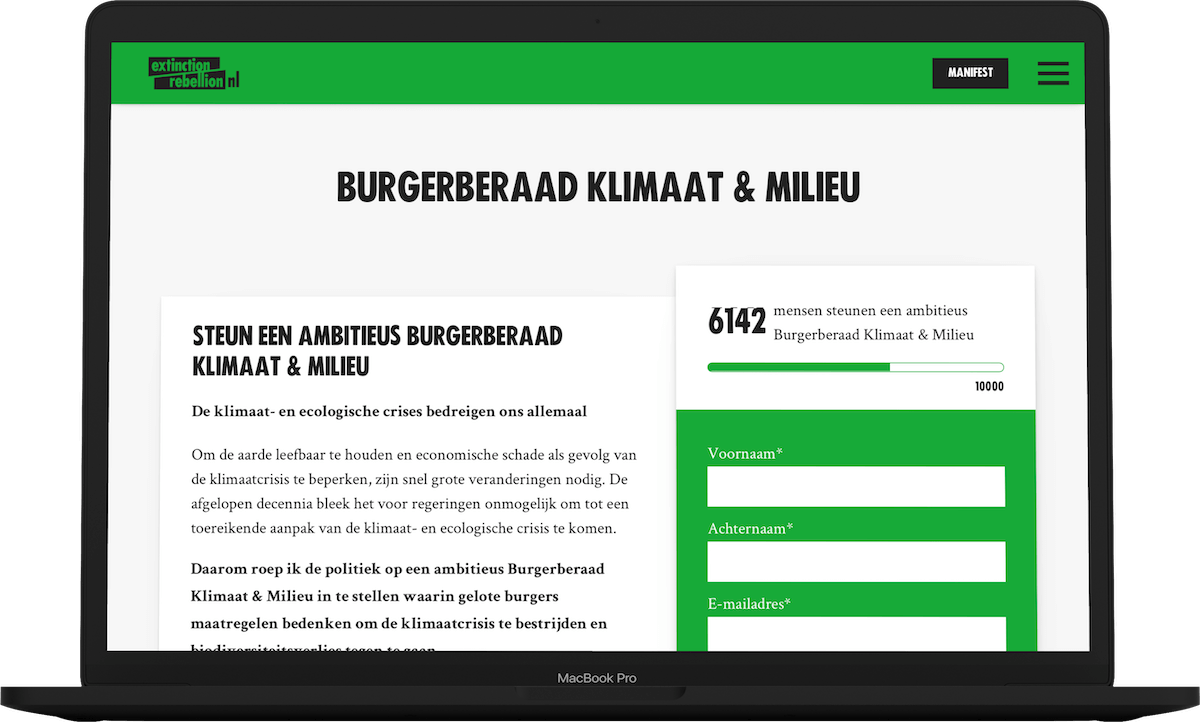 extinction
rebellion nl
MANIFEST
BURGERBERAAD KLIMAAT & MILIEU
STEUN EEN AMBITIEUS BURGERBERAAD
KLIMAAT & MILIEU
De klimaat- en ecologische crises bedreigen ons allemaal
Om de aarde leefbaar te houden en economische schade als gevolg van
de klimaatcrisis te beperken, zijn snel grote veranderingen nodig. De
afgelopen decennia bleek het voor regeringen onmogelijk om tot een
toereikende aanpak van de klimaat- en ecologische crisis te komen.
Daarom roep ik de politiek op een ambitieus Burgerberaad
Klimaat & Milieu in te stellen waarin gelote burgers
maatregelen bedenken om de klimaatcrisis te bestrijden en
biodiversiteitsverlies tegen te gaan
6142 mensen steunen een ambitieus
Burgerberaad Klimaat & Milieu
10000
Voornaam*
Achternaam*
E-mailadres*
MacBook Pro